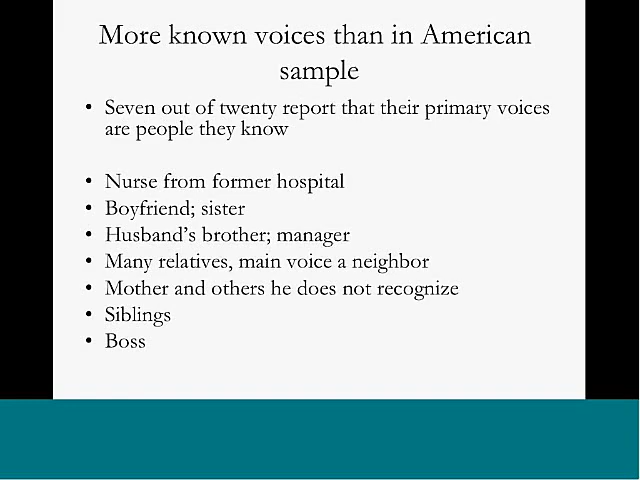 More known voices than in American
sample
• Seven out of twenty report that their primary voices
are people they know
• Nurse from former hospital
• Boyfriend; sister
• Husband's brother; manager
• Many relatives, main voice a neighbor
• Mother and others he does not recognize
• Siblings
• Boss